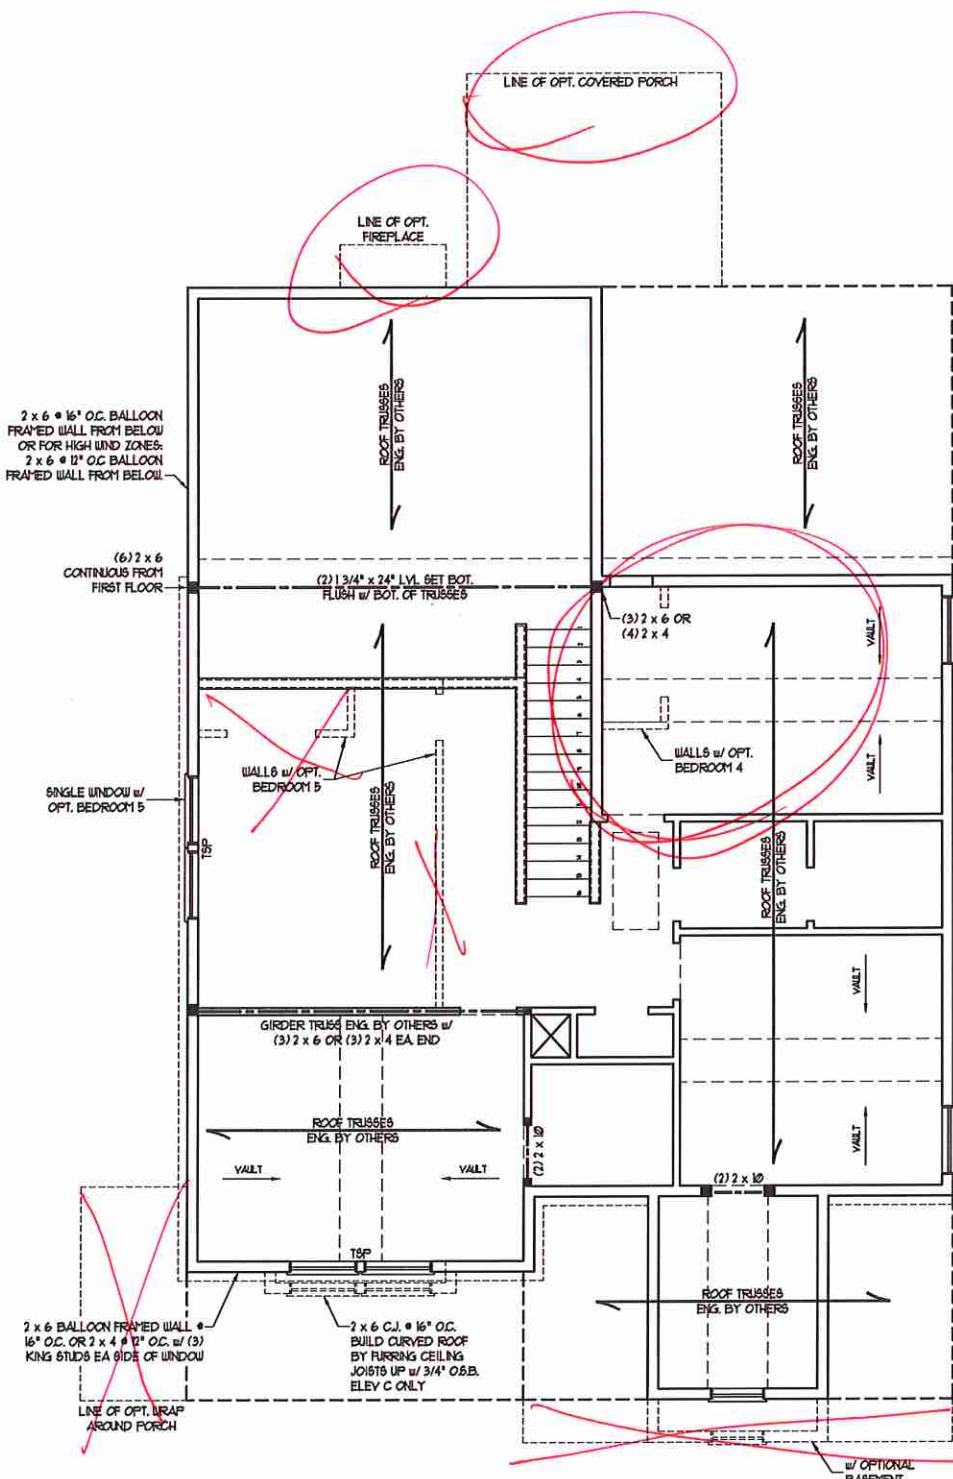 LINE OF OPT. COVERED PORCH
LINE OF OPT.
FIREPLACE
ROOF TRUSSES
ENG. BY OTHERS
ROOF TRUSSES
ENG. BY OTHERS
2 x 6 @ 16" O.C. BALLOON
FRAMED WALL FROM BELOW
OR FOR HIGH WIND ZONES:
2 x 6 @ 12" O.C BALLOON
FRAMED WALL FROM BELOW.
(6) 2 x 6
CONTINUOUS FROM
FIRST FLOOR
(2) 1 3/4" x 24" LVL SET BOT.
FLUSH w/ BOT. OF TRUSSES
(3) 2 x 6 OR
(4) 2 x 4
VAULT
WALLS w/ OPT.
BEDROOM 4
VAULT
WALLS w/ OPT.
BEDROOM 5
SINGLE WINDOW w/
OPT. BEDROOM 5
TSP
ROOF TRUSSES
ENG. BY OTHERS
ROOF TRUSSES
ENG. BY OTHERS
VAULT
GIRDER TRUSS ENG. BY OTHERS w/
(3) 2 x 6 OR (3) 2 x 4 EA. END
ROOF TRUSSES
ENG. BY OTHERS
VAULT
VAULT
(2) 2 x 10
VAULT
(2) 2 x 10
TSP
ROOF TRUSSES
ENG. BY OTHERS
2 x 6 BALLOON FRAMED WALL @
16" O.C. OR 2 x 4 @ 12" O.C. w/ (3)
KING STUDS EA SIDE OF WINDOW
2 x 6 C.J. @ 16" O.C.
BUILD CURVED ROOF
BY FURRING CEILING
JOISTS UP w/ 3/4" O.S.B.
ELEV C ONLY
LINE OF OPT. WRAP
AROUND PORCH
w/ OPTIONAL
BASEMENT